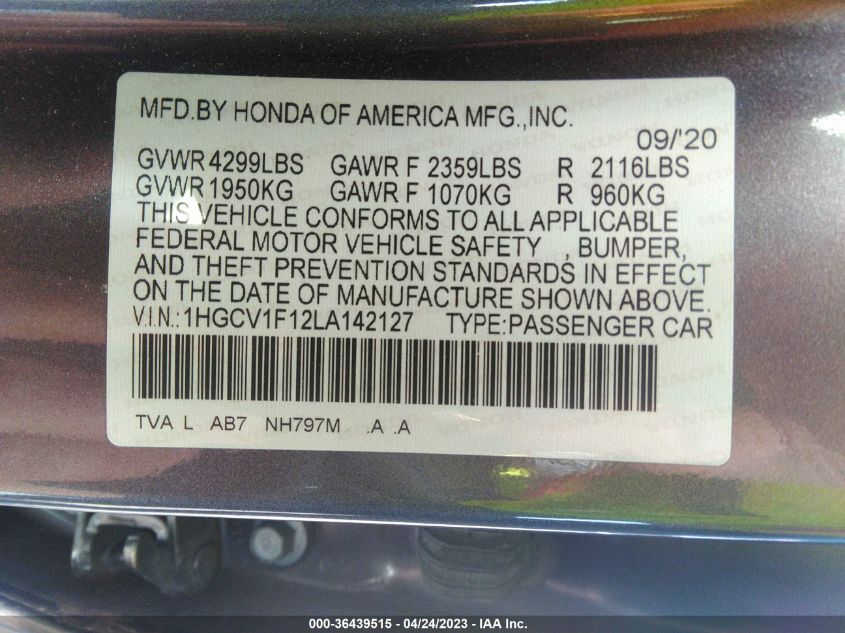 MFD.BY HONDA OF AMERICA MFG.,INC.
09/'20
GVWR 4299LBS GAWR F 2359LBS R 2116LBS
GVWR 1950KG GAWR F 1070KG R 960KG
THIS VEHICLE CONFORMS TO ALL APPLICABLE
FEDERAL MOTOR VEHICLE SAFETY , BUMPER,
AND THEFT PREVENTION STANDARDS IN EFFECT
ON THE DATE OF MANUFACTURE SHOWN ABOVE.
V.I.N.:1HGCV1F12LA142127 TYPE:PASSENGER CAR
TVA L AB7 NH797M .A .A
000-36439515 - 04/24/2023 - IAA Inc.